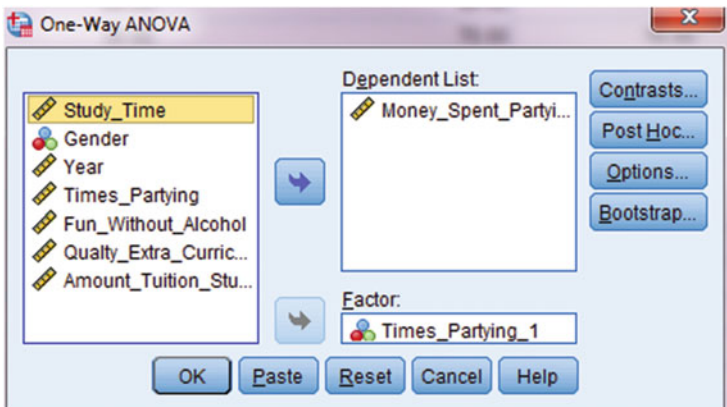 One-Way ANOVA
Study_Time
Gender
Year
Times_Partying
Fun_Without_Alcohol
Qualty_Extra_Curric...
Amount_Tuition_Stu...
Dependent List:
Money_Spent_Partyi...
Factor:
Times_Partying_1
Contrasts...
Post Hoc...
Options...
Bootstrap...
OK
Paste
Reset
Cancel
Help